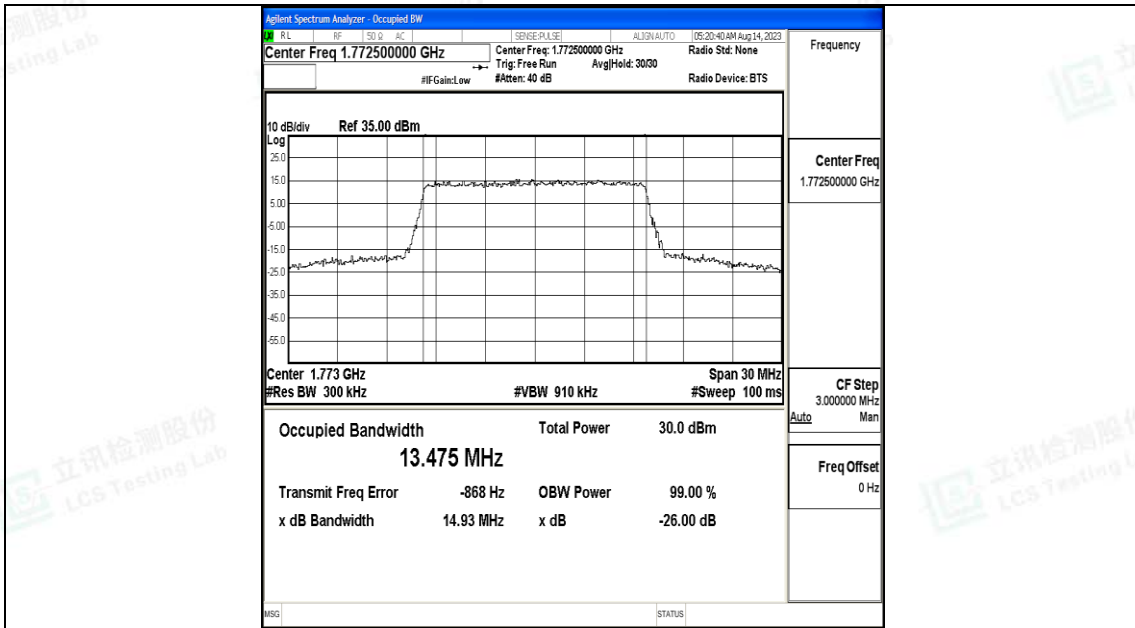 Agilent Spectrum Analyzer - Occupied BW
RL RF 50 Ω AC SENSE:PULSE ALIGN AUTO 05:20:40 AM Aug 14, 2023
Center Freq 1.772500000 GHz
Center Freq: 1.772500000 GHz Radio Std: None
Trig: Free Run Avg|Hold: 30/30
#IFGain:Low #Atten: 40 dB Radio Device: BTS
10 dB/div Ref 35.00 dBm
Log
25.0
15.0
5.00
-5.00
-15.0
-25.0
-35.0
-45.0
-55.0
Center 1.773 GHz Span 30 MHz
#Res BW 300 kHz #VBW 910 kHz #Sweep 100 ms
Occupied Bandwidth Total Power 30.0 dBm
13.475 MHz
Transmit Freq Error -868 Hz OBW Power 99.00 %
x dB Bandwidth 14.93 MHz x dB -26.00 dB
MSG STATUS
Frequency
Center Freq
1.772500000 GHz
CF Step
3.000000 MHz
Auto Man
Freq Offset
0 Hz
立讯检测股份
LCS Testing Lab
立讯检测股份
LCS Testing L